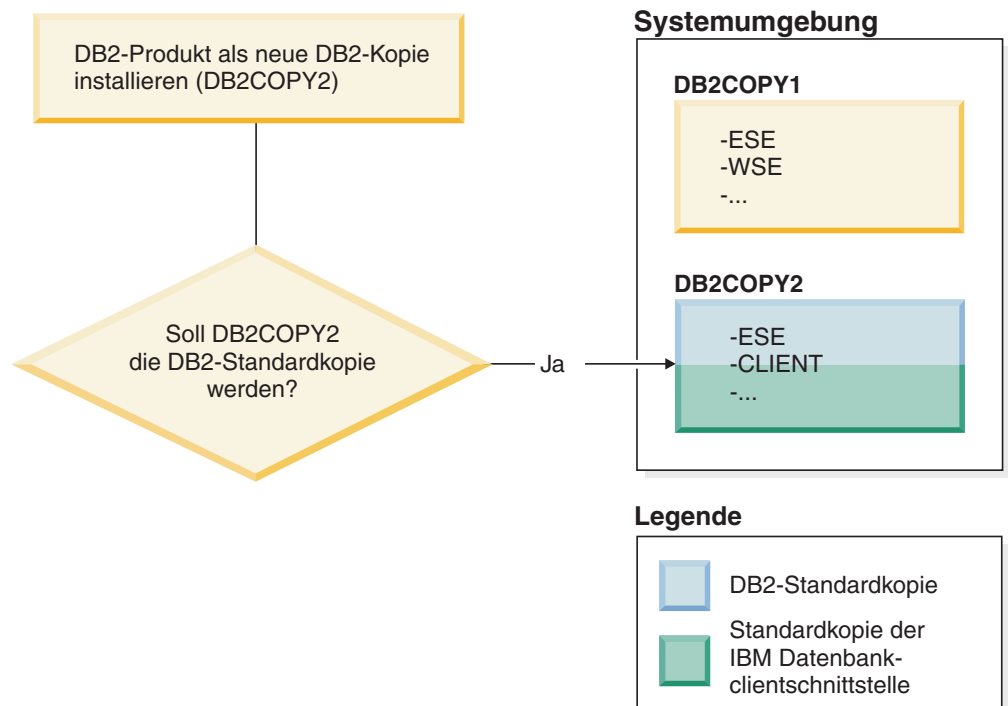 DB2-Produkt als neue DB2-Kopie
installieren (DB2COPY2)
Soll DB2COPY2
die DB2-Standardkopie
werden?
Ja
Systemumgebung
DB2COPY1
-ESE
-WSE
-...
DB2COPY2
-ESE
-CLIENT
-...
Legende
DB2-Standardkopie
Standardkopie der
IBM Datenbank-
clientschnittstelle